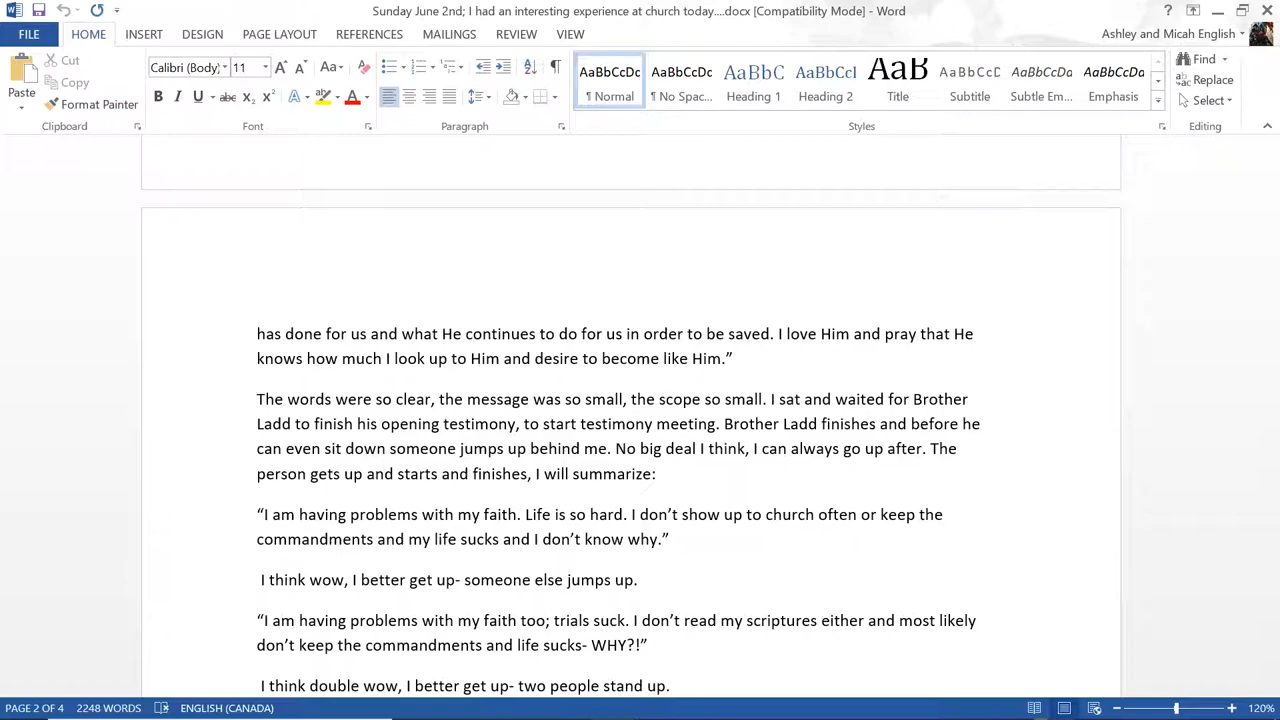 Sunday June 2nd; I had an interesting experience at church today....docx [Compatibility Mode] - Word
FILE HOME INSERT DESIGN PAGE LAYOUT REFERENCES MAILINGS REVIEW VIEW Ashley and Micah English
Paste Cut Copy Format Painter
Calibri (Body) 11
AaBbCcDc AaBbCcDc AaBbC AaBbCcI AaB AaBbCcD AaBbCcDa AaBbCcDa
¶ Normal ¶ No Spac... Heading 1 Heading 2 Title Subtitle Subtle Em... Emphasis
Find Replace Select
Clipboard Font Paragraph Styles Editing
has done for us and what He continues to do for us in order to be saved. I love Him and pray that He
knows how much I look up to Him and desire to become like Him.”
The words were so clear, the message was so small, the scope so small. I sat and waited for Brother
Ladd to finish his opening testimony, to start testimony meeting. Brother Ladd finishes and before he
can even sit down someone jumps up behind me. No big deal I think, I can always go up after. The
person gets up and starts and finishes, I will summarize:
“I am having problems with my faith. Life is so hard. I don’t show up to church often or keep the
commandments and my life sucks and I don’t know why.”
I think wow, I better get up- someone else jumps up.
“I am having problems with my faith too; trials suck. I don’t read my scriptures either and most likely
don’t keep the commandments and life sucks- WHY?!”
I think double wow, I better get up- two people stand up.
PAGE 2 OF 4 2248 WORDS ENGLISH (CANADA) 120%